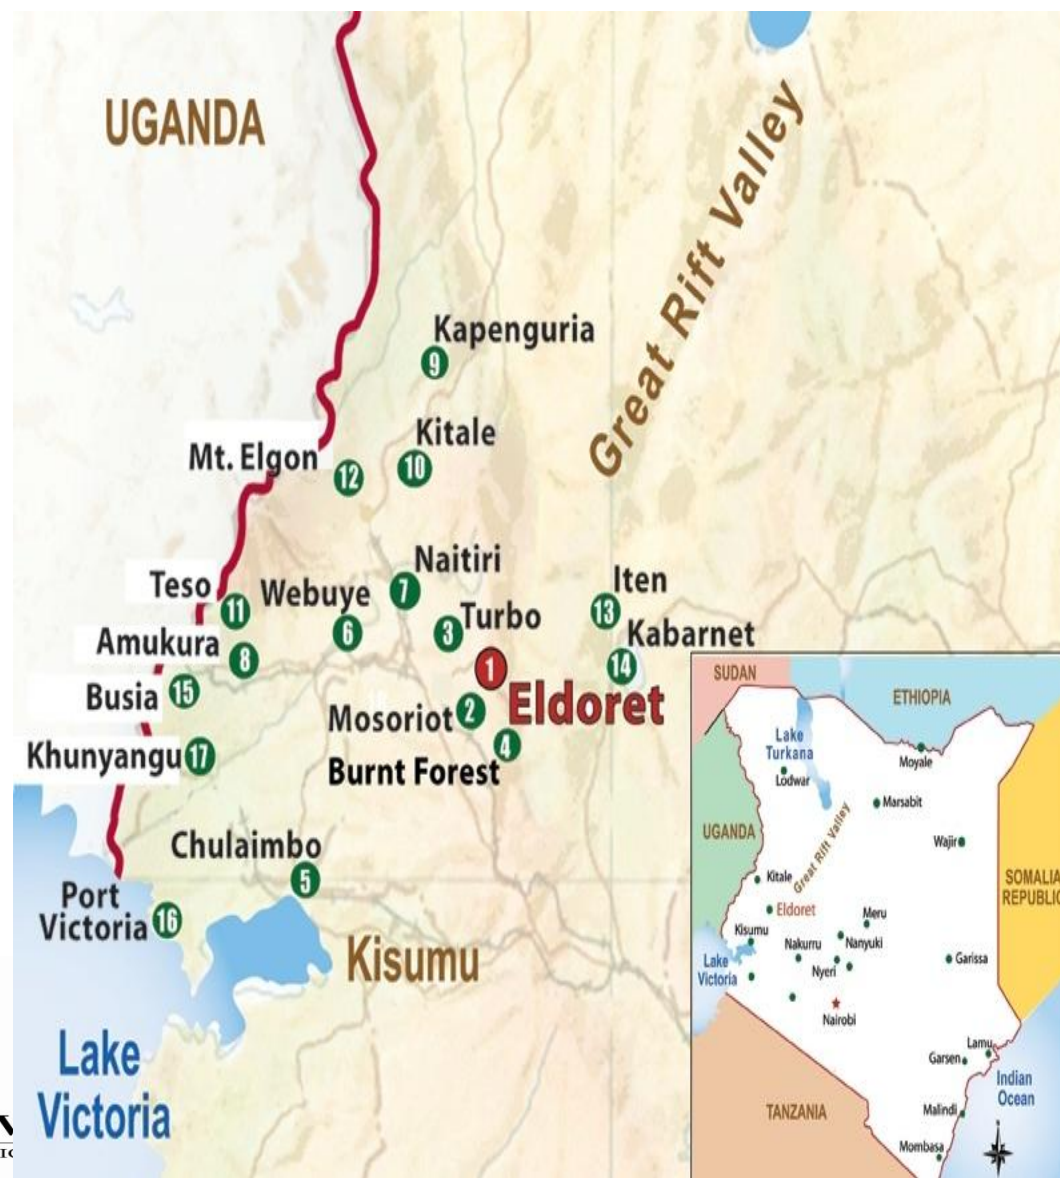 UGANDA
Great Rift Valley
Kapenguria
9
Kitale
10
Mt. Elgon
12
Naitiri
7
Teso
11
Webuye
6
Turbo
3
Iten
13
Amukura
8
Kabarnet
14
1
Eldoret
Busia
15
Mosoriot
2
Khunyangu
17
Burnt Forest
4
Chulaimbo
5
Port
Victoria
16
Kisumu
Lake
Victoria
SUDAN
ETHIOPIA
Lake
Turkana
Lodwar
Moyale
Marsabit
UGANDA
Great Rift Valley
Wajir
SOMALIA
REPUBLIC
Kitale
Eldoret
Meru
Kisumu
Nakurru
Nanyuki
Nyeri
Garissa
Lake
Victoria
Nairobi
Garsen
Lamu
Indian
Ocean
TANZANIA
Malindi
Mombasa